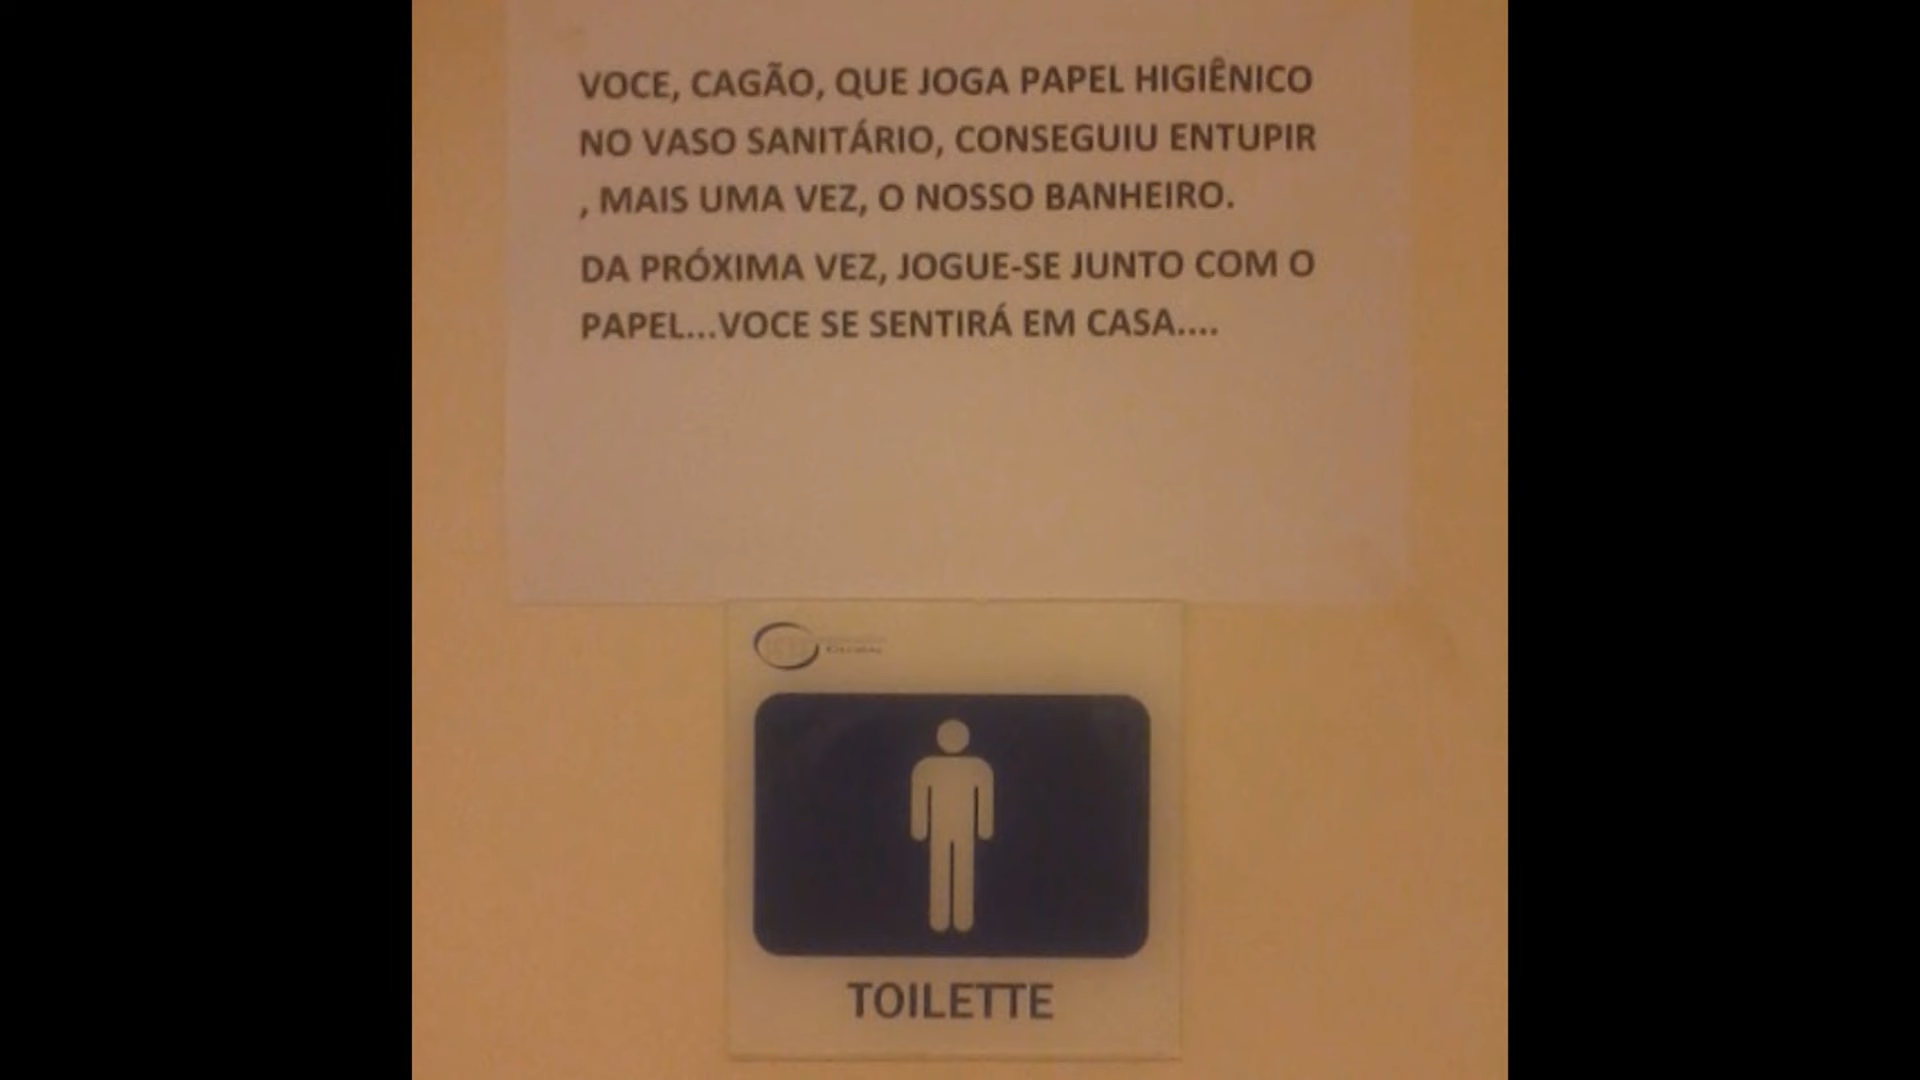 VOCE, CAGÃO, QUE JOGA PAPEL HIGIÊNICO
NO VASO SANITÁRIO, CONSEGUIU ENTUPIR
, MAIS UMA VEZ, O NOSSO BANHEIRO.
DA PRÓXIMA VEZ, JOGUE-SE JUNTO COM O
PAPEL...VOCE SE SENTIRÁ EM CASA....
TOILETTE